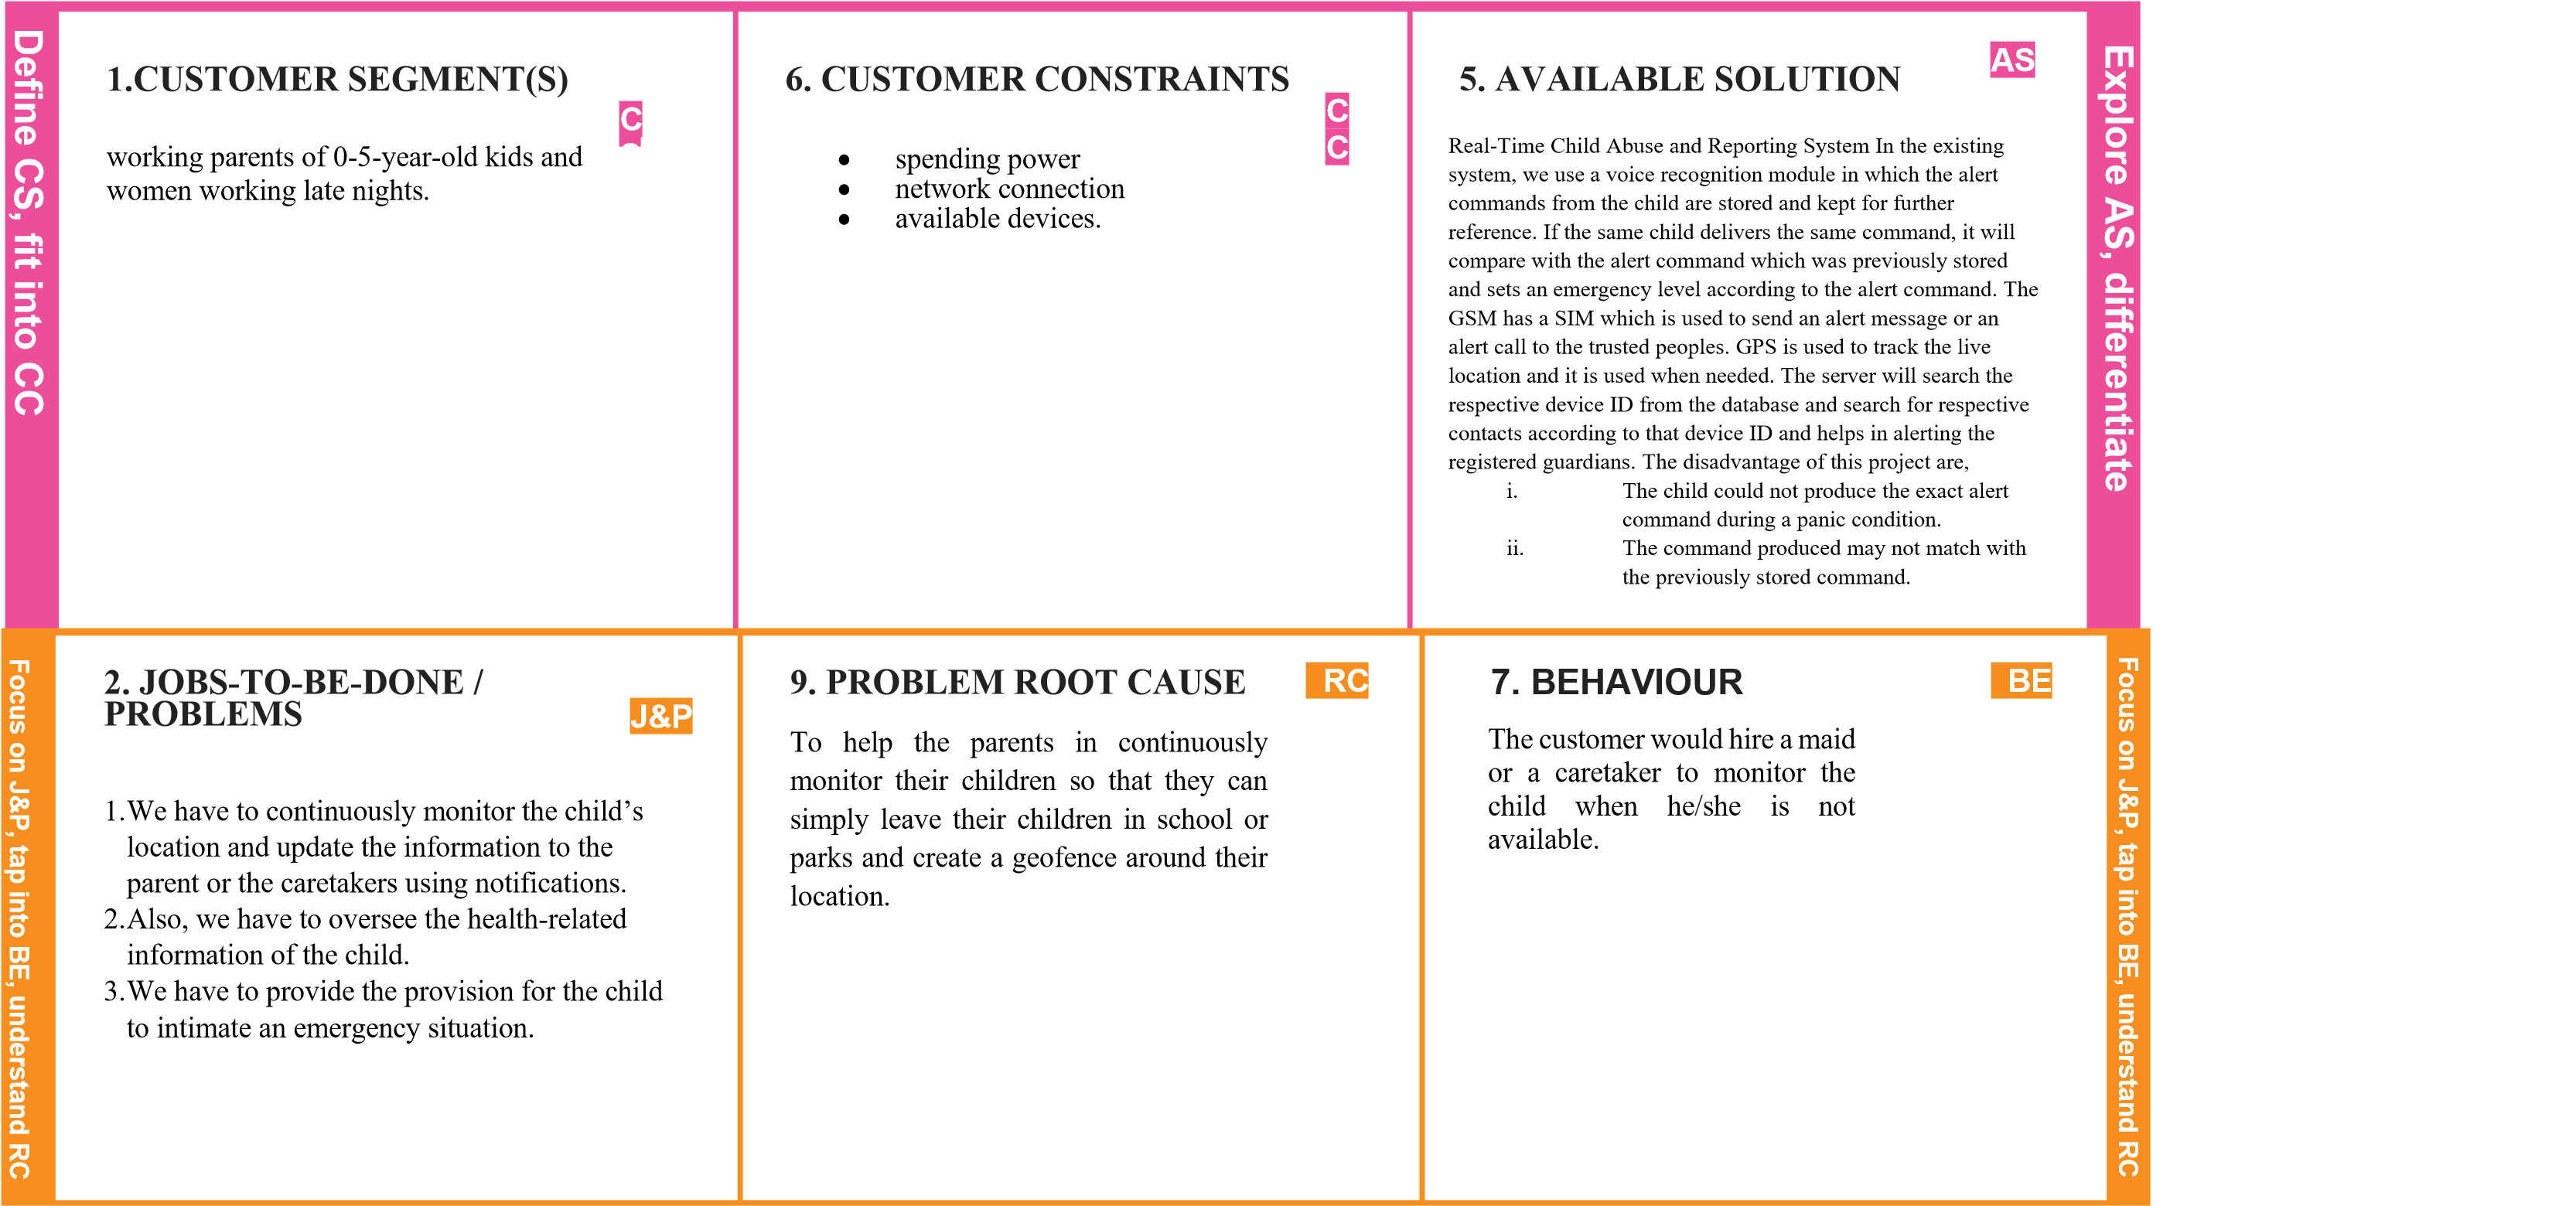 Define CS, fit into CC
1.CUSTOMER SEGMENT(S)
C
working parents of 0-5-year-old kids and
women working late nights.
6. CUSTOMER CONSTRAINTS
C
C
• spending power
• network connection
• available devices.
5. AVAILABLE SOLUTION
AS
Real-Time Child Abuse and Reporting System In the existing
system, we use a voice recognition module in which the alert
commands from the child are stored and kept for further
reference. If the same child delivers the same command, it will
compare with the alert command which was previously stored
and sets an emergency level according to the alert command. The
GSM has a SIM which is used to send an alert message or an
alert call to the trusted peoples. GPS is used to track the live
location and it is used when needed. The server will search the
respective device ID from the database and search for respective
contacts according to that device ID and helps in alerting the
registered guardians. The disadvantage of this project are,
i. The child could not produce the exact alert
command during a panic condition.
ii. The command produced may not match with
the previously stored command.
Explore AS, differentiate
Focus on J&P, tap into BE, understand RC
2. JOBS-TO-BE-DONE /
PROBLEMS
J&P
1.We have to continuously monitor the child’s
location and update the information to the
parent or the caretakers using notifications.
2.Also, we have to oversee the health-related
information of the child.
3.We have to provide the provision for the child
to intimate an emergency situation.
9. PROBLEM ROOT CAUSE
RC
To help the parents in continuously
monitor their children so that they can
simply leave their children in school or
parks and create a geofence around their
location.
7. BEHAVIOUR
BE
The customer would hire a maid
or a caretaker to monitor the
child when he/she is not
available.
Focus on J&P, tap into BE, understand RC